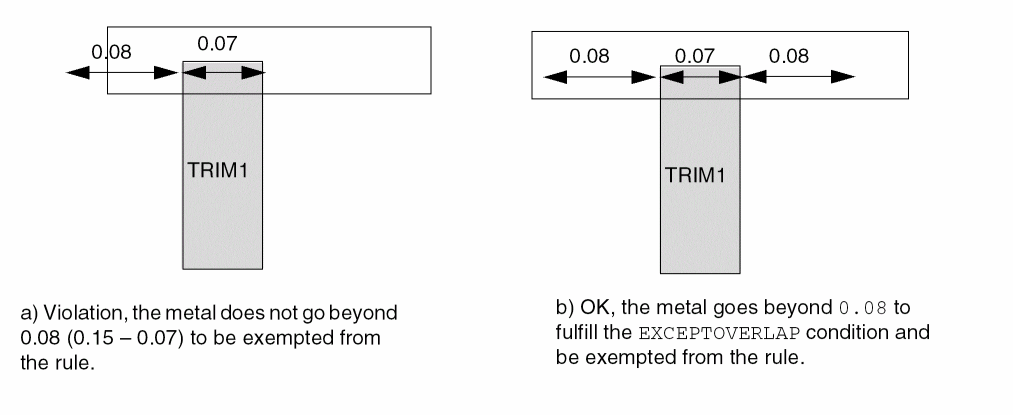 0.08
0.07
TRIM1
a) Violation, the metal does not go beyond
0.08 (0.15 – 0.07) to be exempted from
the rule.
0.08
0.07
0.08
TRIM1
b) OK, the metal goes beyond 0.08 to
fulfill the EXCEPTOVERLAP condition and
be exempted from the rule.